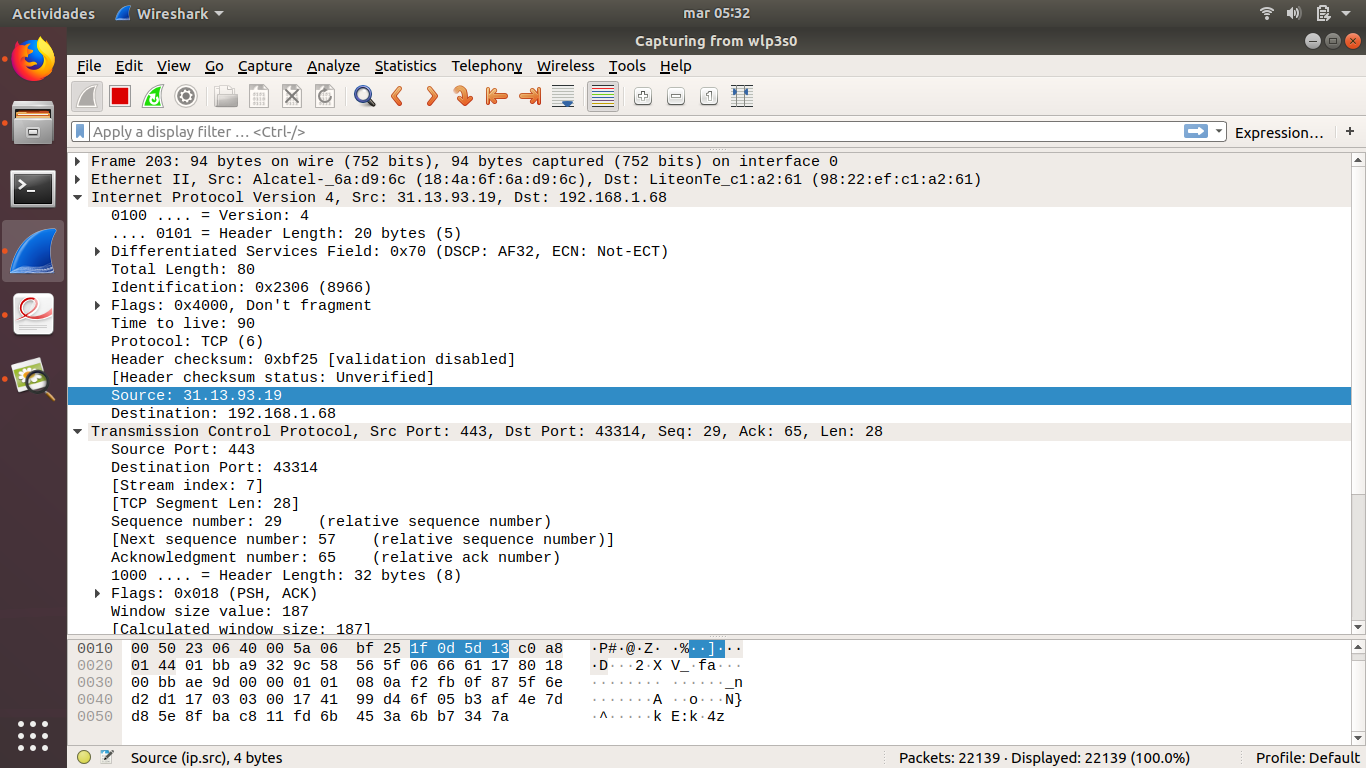 Actividades Wireshark mar 05:32
Capturing from wlp3s0
File Edit View Go Capture Analyze Statistics Telephony Wireless Tools Help
Apply a display filter … <Ctrl-/> Expression… +
Frame 203: 94 bytes on wire (752 bits), 94 bytes captured (752 bits) on interface 0
Ethernet II, Src: Alcatel-_6a:d9:6c (18:4a:6f:6a:d9:6c), Dst: LiteonTe_c1:a2:61 (98:22:ef:c1:a2:61)
Internet Protocol Version 4, Src: 31.13.93.19, Dst: 192.168.1.68
0100 .... = Version: 4
.... 0101 = Header Length: 20 bytes (5)
Differentiated Services Field: 0x70 (DSCP: AF32, ECN: Not-ECT)
Total Length: 80
Identification: 0x2306 (8966)
Flags: 0x4000, Don't fragment
Time to live: 90
Protocol: TCP (6)
Header checksum: 0xbf25 [validation disabled]
[Header checksum status: Unverified]
Source: 31.13.93.19
Destination: 192.168.1.68
Transmission Control Protocol, Src Port: 443, Dst Port: 43314, Seq: 29, Ack: 65, Len: 28
Source Port: 443
Destination Port: 43314
[Stream index: 7]
[TCP Segment Len: 28]
Sequence number: 29    (relative sequence number)
[Next sequence number: 57    (relative sequence number)]
Acknowledgment number: 65    (relative ack number)
1000 .... = Header Length: 32 bytes (8)
Flags: 0x018 (PSH, ACK)
Window size value: 187
[Calculated window size: 187]
0010 00 50 23 06 40 00 5a 06 bf 25 1f 0d 5d 13 c0 a8 ·P#·@·Z· ·%··]···
0020 01 44 01 bb a9 32 9c 58 56 5f 06 66 61 17 80 18 ·D···2·X V_·fa···
0030 00 bb ae 9d 00 00 01 01 08 0a f2 fb 0f 87 5f 6e ········ ······_n
0040 d2 d1 17 03 03 00 17 41 99 d4 6f 05 b3 af 4e 7d ·······A ··o···N}
0050 d8 5e 8f ba c8 11 fd 6b 45 3a 6b b7 34 7a ·^·····k E:k·4z
Source (ip.src), 4 bytes Packets: 22139 · Displayed: 22139 (100.0%) Profile: Default